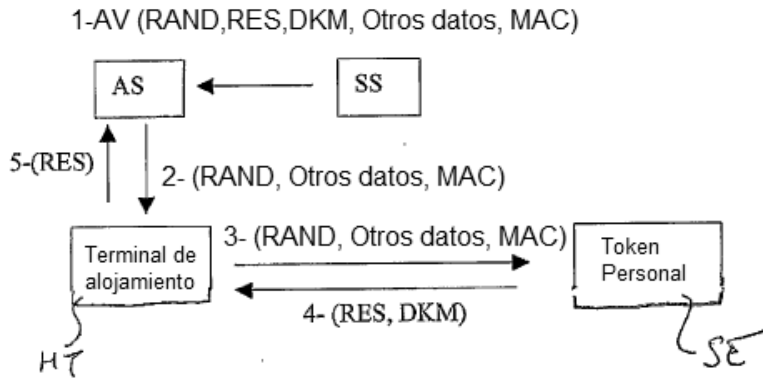 1-AV (RAND,RES,DKM, Otros datos, MAC)
AS
SS
5-(RES)
2- (RAND, Otros datos, MAC)
Terminal de
alojamiento
3- (RAND, Otros datos, MAC)
4- (RES, DKM)
Token
Personal
HT
SE